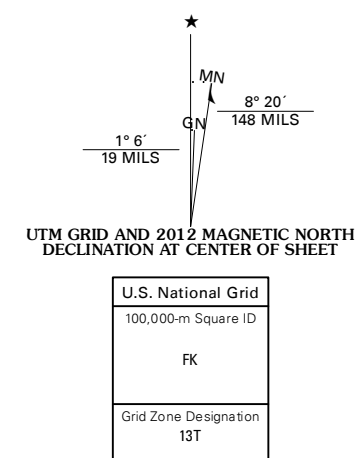 ★
MN
8° 20´
148 MILS
GN
1° 6´
19 MILS
UTM GRID AND 2012 MAGNETIC NORTH
DECLINATION AT CENTER OF SHEET
U.S. National Grid
100,000-m Square ID
FK
Grid Zone Designation
13T